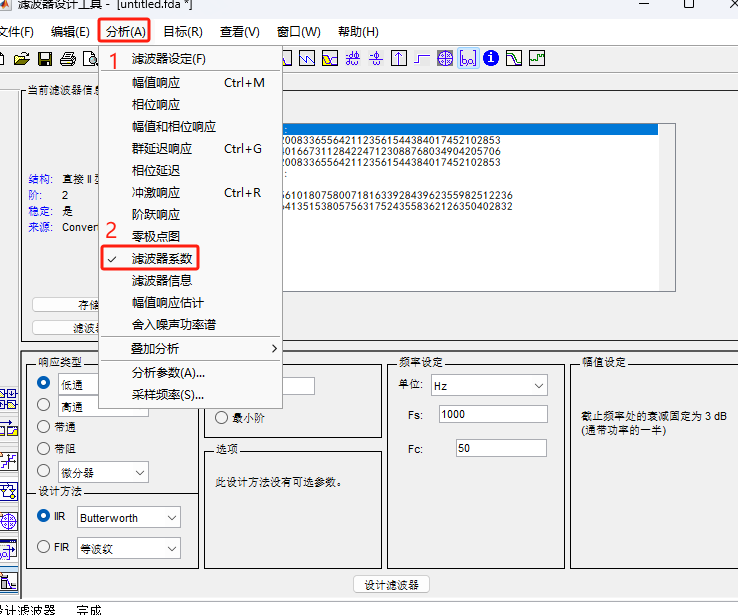 滤波器设计工具 - [untitled.fda *]
文件(F) 编辑(E) 分析(A) 目标(R) 查看(V) 窗口(W) 帮助(H)
1 滤波器设定(F)
幅值响应 Ctrl+M
相位响应
幅值和相位响应
群延迟响应 Ctrl+G
相位延迟
冲激响应 Ctrl+R
阶跃响应
2 零极点图
✓ 滤波器系数
滤波器信息
幅值响应估计
舍入噪声功率谱
叠加分析
分析参数(A)...
采样频率(S)...
当前滤波器信息
结构: 直接 II 型
阶: 2
稳定: 是
来源: Conver
存储
滤波器
:
20083365564211235615443840174521028​53
40166731128422471230887680349042057​06
20083365564211235615443840174521028​53
:
5610180758007181633928439623559825​12236
6413515380575631752435583621263504​02832
响应类型
低通
高通
带通
带阻
微分器
设计方法
IIR Butterworth
FIR 等波纹
最小阶
选项
此设计方法没有可选参数。
频率设定
单位: Hz
Fs: 1000
Fc: 50
幅值设定
截止频率处的衰减固定为 3 dB
(通带功率的一半)
设计滤波器
设计滤波器 ... 完成